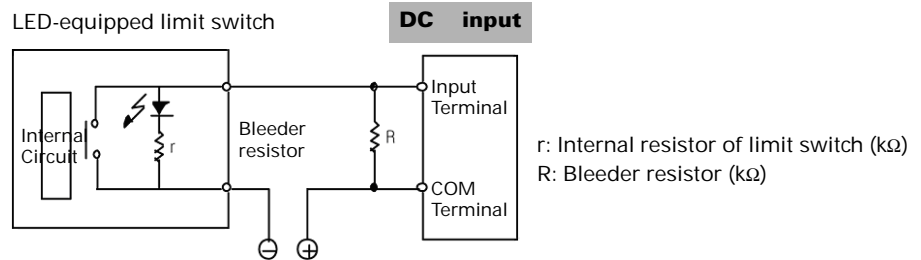 LED-equipped limit switch
DC input
Input
Terminal
Internal
Circuit
r
Bleeder
resistor
R
r: Internal resistor of limit switch (kΩ)
R: Bleeder resistor (kΩ)
COM
Terminal